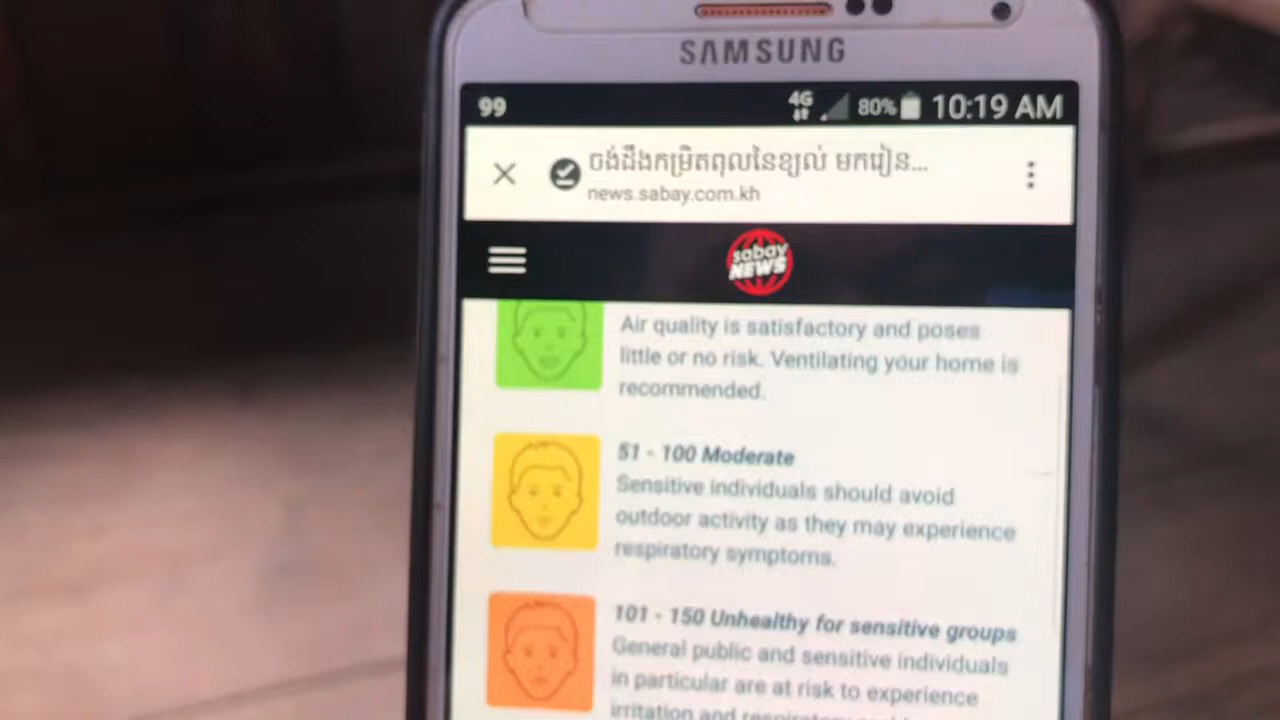 SAMSUNG
99 4G 80% 10:19 AM
ចង់ដឹងកម្រិតពុលនៃខ្យល់ មករៀន...
news.sabay.com.kh
sabay
NEWS
Air quality is satisfactory and poses
little or no risk. Ventilating your home is
recommended.
51 - 100 Moderate
Sensitive individuals should avoid
outdoor activity as they may experience
respiratory symptoms.
101 - 150 Unhealthy for sensitive groups
General public and sensitive individuals
in particular are at risk to experience
irritation and